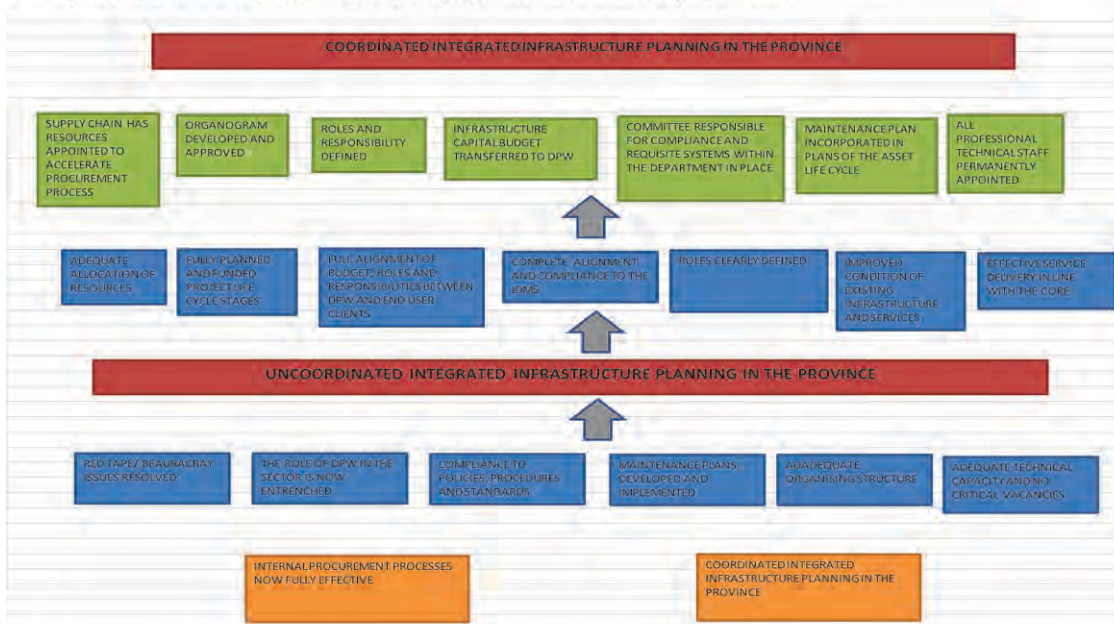 COORDINATED INTEGRATED INFRASTRUCTURE PLANNING IN THE PROVINCE
SUPPLY CHAIN HAS
RESOURCES
APPOINTED TO
ACCELERATE
PROCUREMENT
PROCESS
ORGANOGRAM
DEVELOPED AND
APPROVED
ROLES AND
RESPONSIBILITY
DEFINED
INFRASTRUCTURE
CAPITAL BUDGET
TRANSFERRED TO DPW
COMMITTEE RESPONSIBLE
FOR COMPLIANCE AND
REQUISITE SYSTEMS WITHIN
THE DEPARTMENT IN PLACE
MAINTENANCE PLAN
INCORPORATED IN
PLANS OF THE ASSET
LIFE CYCLE
ALL
PROFESSIONAL
TECHNICAL STAFF
PERMANENTLY
APPOINTED
ADEQUATE
ALLOCATION OF
RESOURCES
FULLY PLANNED
AND FUNDED
PROJECT LIFE
CYCLE STAGES
FULL ALIGNMENT OF
BUDGET, ROLES AND
RESPONSIBILITIES BETWEEN
DPW AND END USER
CLIENTS
COMPLETE ALIGNMENT
AND COMPLIANCE TO THE
IDMS
ROLES CLEARLY DEFINED
IMPROVED
CONDITION OF
EXISTING
INFRASTRUCTURE
AND SERVICES
EFFECTIVE SERVICE
DELIVERY IN LINE
WITH THE CORE
UNCOORDINATED INTEGRATED INFRASTRUCTURE PLANNING IN THE PROVINCE
RED TAPE/ BEAURACRAY
ISSUES RESOLVED
THE ROLE OF DPW IN THE
SECTOR IS NOW
ENTRENCHED
COMPLIANCE TO
POLICIES, PROCEDURES
AND STANDARDS
MAINTENANCE PLANS
DEVELOPED AND
IMPLEMENTED
AOADEQUATE
ORGANISING STRUCTURE
ADEQUATE TECHNICAL
CAPACITY AND NO
CRITICAL VACANCIES
INTERNAL PROCUREMENT PROCESSES
NOW FULLY EFFECTIVE
COORDINATED INTEGRATED
INFRASTRUCTURE PLANNING IN THE
PROVINCE